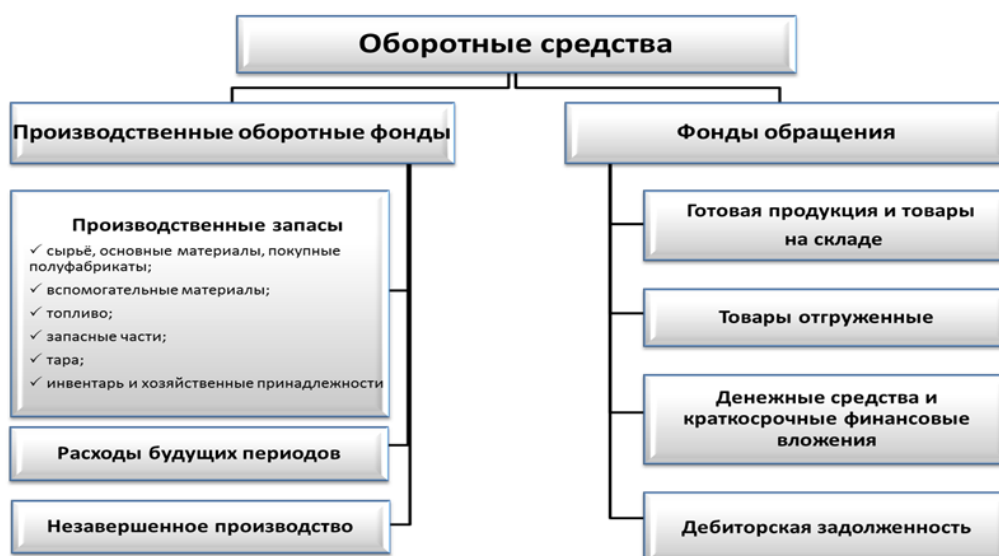 Оборотные средства
Производственные оборотные фонды
Фонды обращения
Производственные запасы
✓ сырьё, основные материалы, покупные
полуфабрикаты;
✓ вспомогательные материалы;
✓ топливо;
✓ запасные части;
✓ тара;
✓ инвентарь и хозяйственные принадлежности
Расходы будущих периодов
Незавершенное производство
Готовая продукция и товары
на складе
Товары отгруженные
Денежные средства и
краткосрочные финансовые
вложения
Дебиторская задолженность